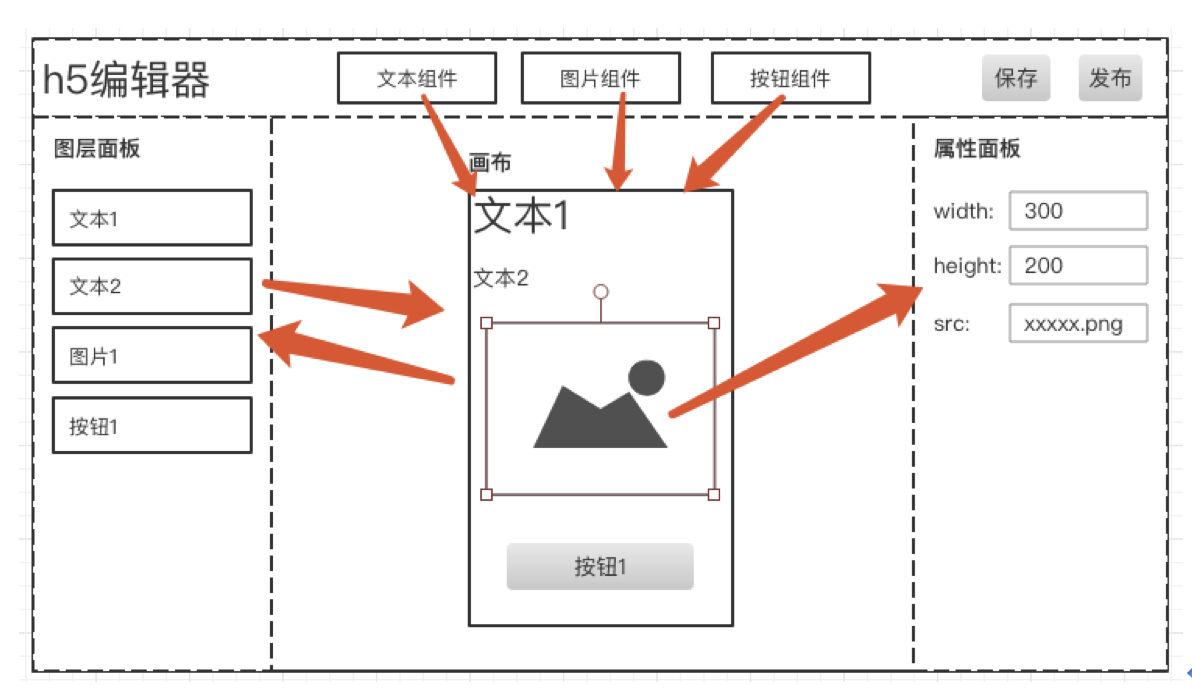 h5编辑器
文本组件
图片组件
按钮组件
保存
发布
图层面板
文本1
文本2
图片1
按钮1
画布
文本1
文本2
按钮1
属性面板
width: 300
height: 200
src: xxxxx.png